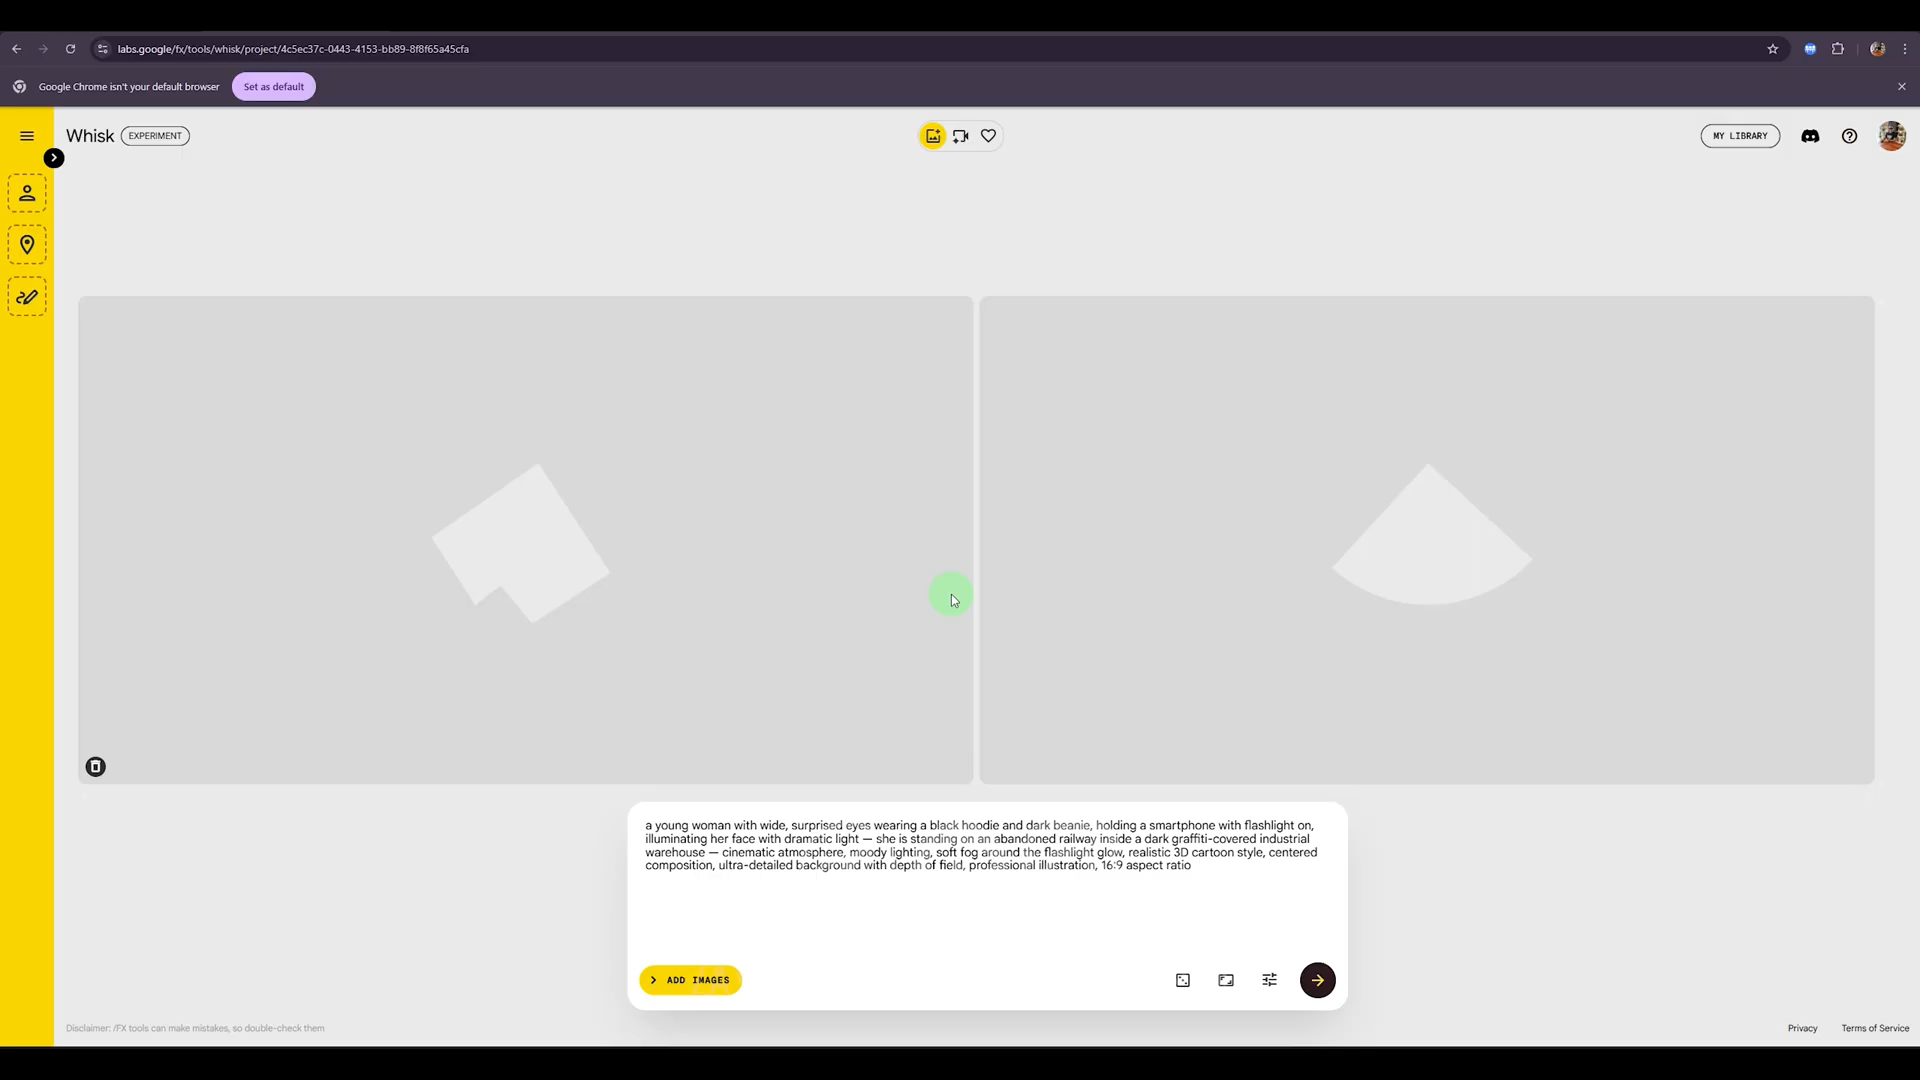 labs.google/fx/tools/whisk/project/4c5ec37c-0443-4153-bb89-8f8f65a45cfa
Google Chrome isn't your default browser
Set as default
Whisk
EXPERIMENT
MY LIBRARY
a young woman with wide, surprised eyes wearing a black hoodie and dark beanie, holding a smartphone with flashlight on,
illuminating her face with dramatic light — she is standing on an abandoned railway inside a dark graffiti-covered industrial
warehouse — cinematic atmosphere, moody lighting, soft fog around the flashlight glow, realistic 3D cartoon style, centered
composition, ultra-detailed background with depth of field, professional illustration, 16:9 aspect ratio
ADD IMAGES
Disclaimer: /FX tools can make mistakes, so double-check them
Privacy
Terms of Service